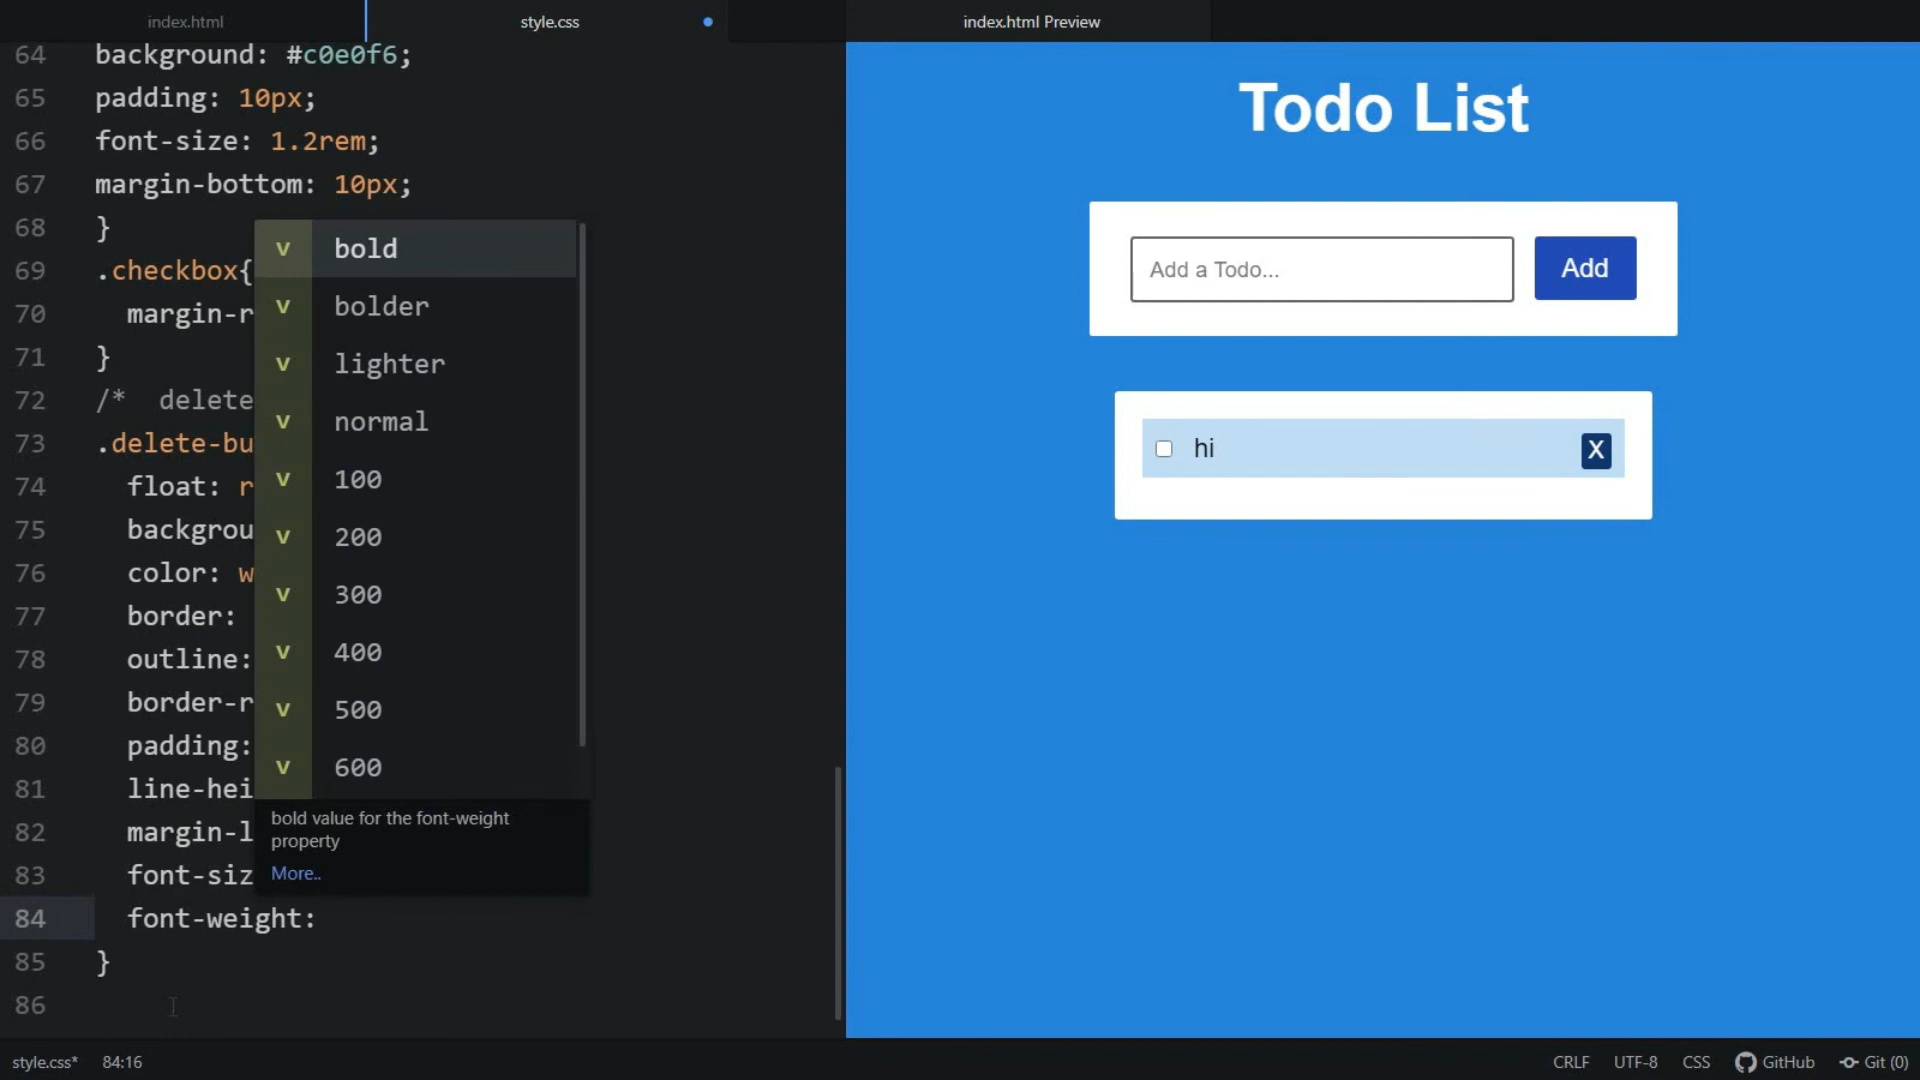 index.html
style.css
index.html Preview
64 background: #c0e0f6;
65 padding: 10px;
66 font-size: 1.2rem;
67 margin-bottom: 10px;
68 }
69 .checkbox{
70 margin-r
71 }
72 /* delete
73 .delete-bu
74 float: r
75 backgrou
76 color: w
77 border:
78 outline:
79 border-r
80 padding:
81 line-hei
82 margin-l
83 font-siz
84 font-weight:
85 }
86
v bold
v bolder
v lighter
v normal
v 100
v 200
v 300
v 400
v 500
v 600
bold value for the font-weight
property
More..
Todo List
Add a Todo...
Add
hi
X
style.css* 84:16
CRLF UTF-8 CSS GitHub Git (0)